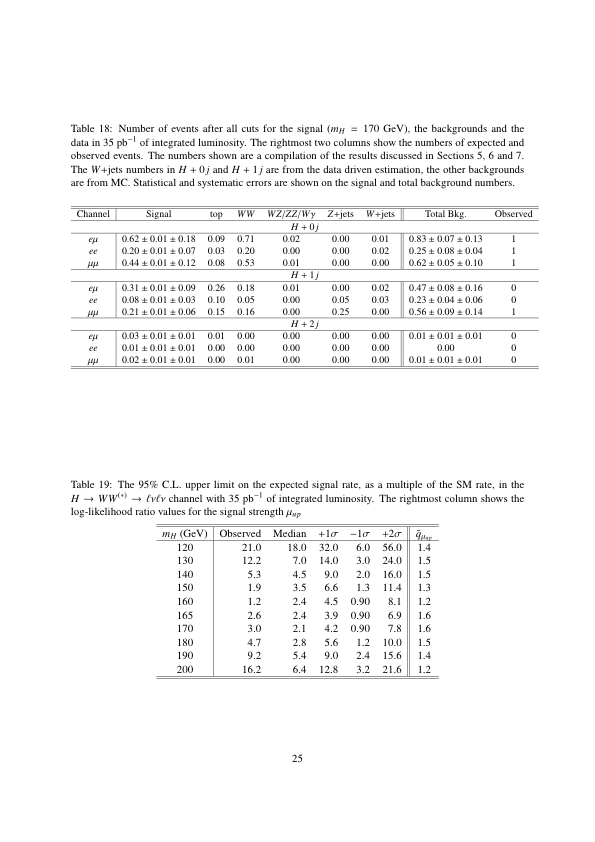 Table 18: Number of events after all cuts for the signal (m_H = 170 GeV), the backgrounds and the
data in 35 pb⁻¹ of integrated luminosity. The rightmost two columns show the numbers of expected and
observed events. The numbers shown are a compilation of the results discussed in Sections 5, 6 and 7.
The W+jets numbers in H + 0j and H + 1j are from the data driven estimation, the other backgrounds
are from MC. Statistical and systematic errors are shown on the signal and total background numbers.
Channel Signal top WW WZ/ZZ/Wγ Z+jets W+jets Total Bkg. Observed
H + 0j
eμ 0.62 ± 0.01 ± 0.18 0.09 0.71 0.02 0.00 0.01 0.83 ± 0.07 ± 0.13 1
ee 0.20 ± 0.01 ± 0.07 0.03 0.20 0.00 0.00 0.02 0.25 ± 0.08 ± 0.04 1
μμ 0.44 ± 0.01 ± 0.12 0.08 0.53 0.01 0.00 0.00 0.62 ± 0.05 ± 0.10 1
H + 1j
eμ 0.31 ± 0.01 ± 0.09 0.26 0.18 0.01 0.00 0.02 0.47 ± 0.08 ± 0.16 0
ee 0.08 ± 0.01 ± 0.03 0.10 0.05 0.00 0.05 0.03 0.23 ± 0.04 ± 0.06 0
μμ 0.21 ± 0.01 ± 0.06 0.15 0.16 0.00 0.25 0.00 0.56 ± 0.09 ± 0.14 1
H + 2j
eμ 0.03 ± 0.01 ± 0.01 0.01 0.00 0.00 0.00 0.00 0.01 ± 0.01 ± 0.01 0
ee 0.01 ± 0.01 ± 0.01 0.00 0.00 0.00 0.00 0.00 0.00 0
μμ 0.02 ± 0.01 ± 0.01 0.00 0.01 0.00 0.00 0.00 0.01 ± 0.01 ± 0.01 0
Table 19: The 95% C.L. upper limit on the expected signal rate, as a multiple of the SM rate, in the
H → WW⁽*⁾ → ℓνℓν channel with 35 pb⁻¹ of integrated luminosity. The rightmost column shows the
log-likelihood ratio values for the signal strength μ_up
m_H (GeV) Observed Median +1σ −1σ +2σ q̃_μup
120 21.0 18.0 32.0 6.0 56.0 1.4
130 12.2 7.0 14.0 3.0 24.0 1.5
140 5.3 4.5 9.0 2.0 16.0 1.5
150 1.9 3.5 6.6 1.3 11.4 1.3
160 1.2 2.4 4.5 0.90 8.1 1.2
165 2.6 2.4 3.9 0.90 6.9 1.6
170 3.0 2.1 4.2 0.90 7.8 1.6
180 4.7 2.8 5.6 1.2 10.0 1.5
190 9.2 5.4 9.0 2.4 15.6 1.4
200 16.2 6.4 12.8 3.2 21.6 1.2
25